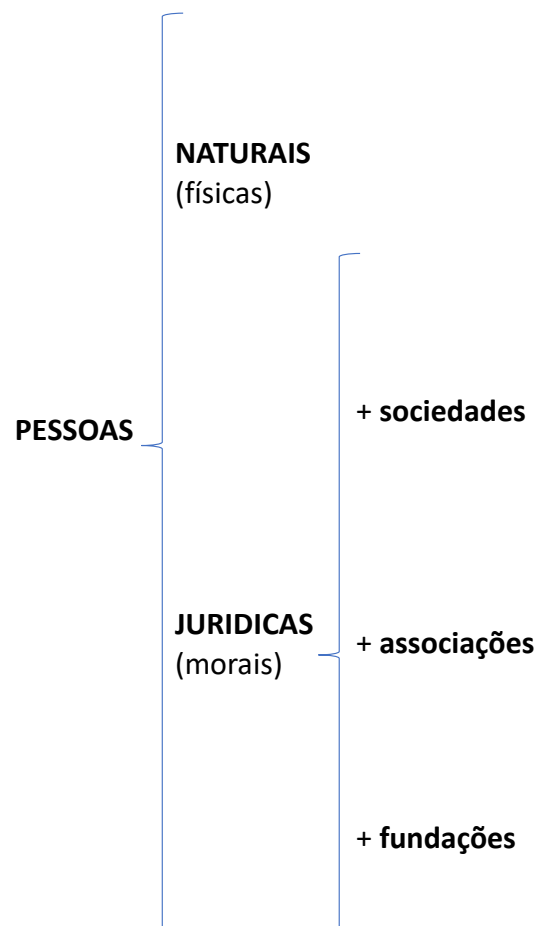 NATURAIS
(físicas)
PESSOAS
+ sociedades
JURIDICAS
(morais)
+ associações
+ fundações